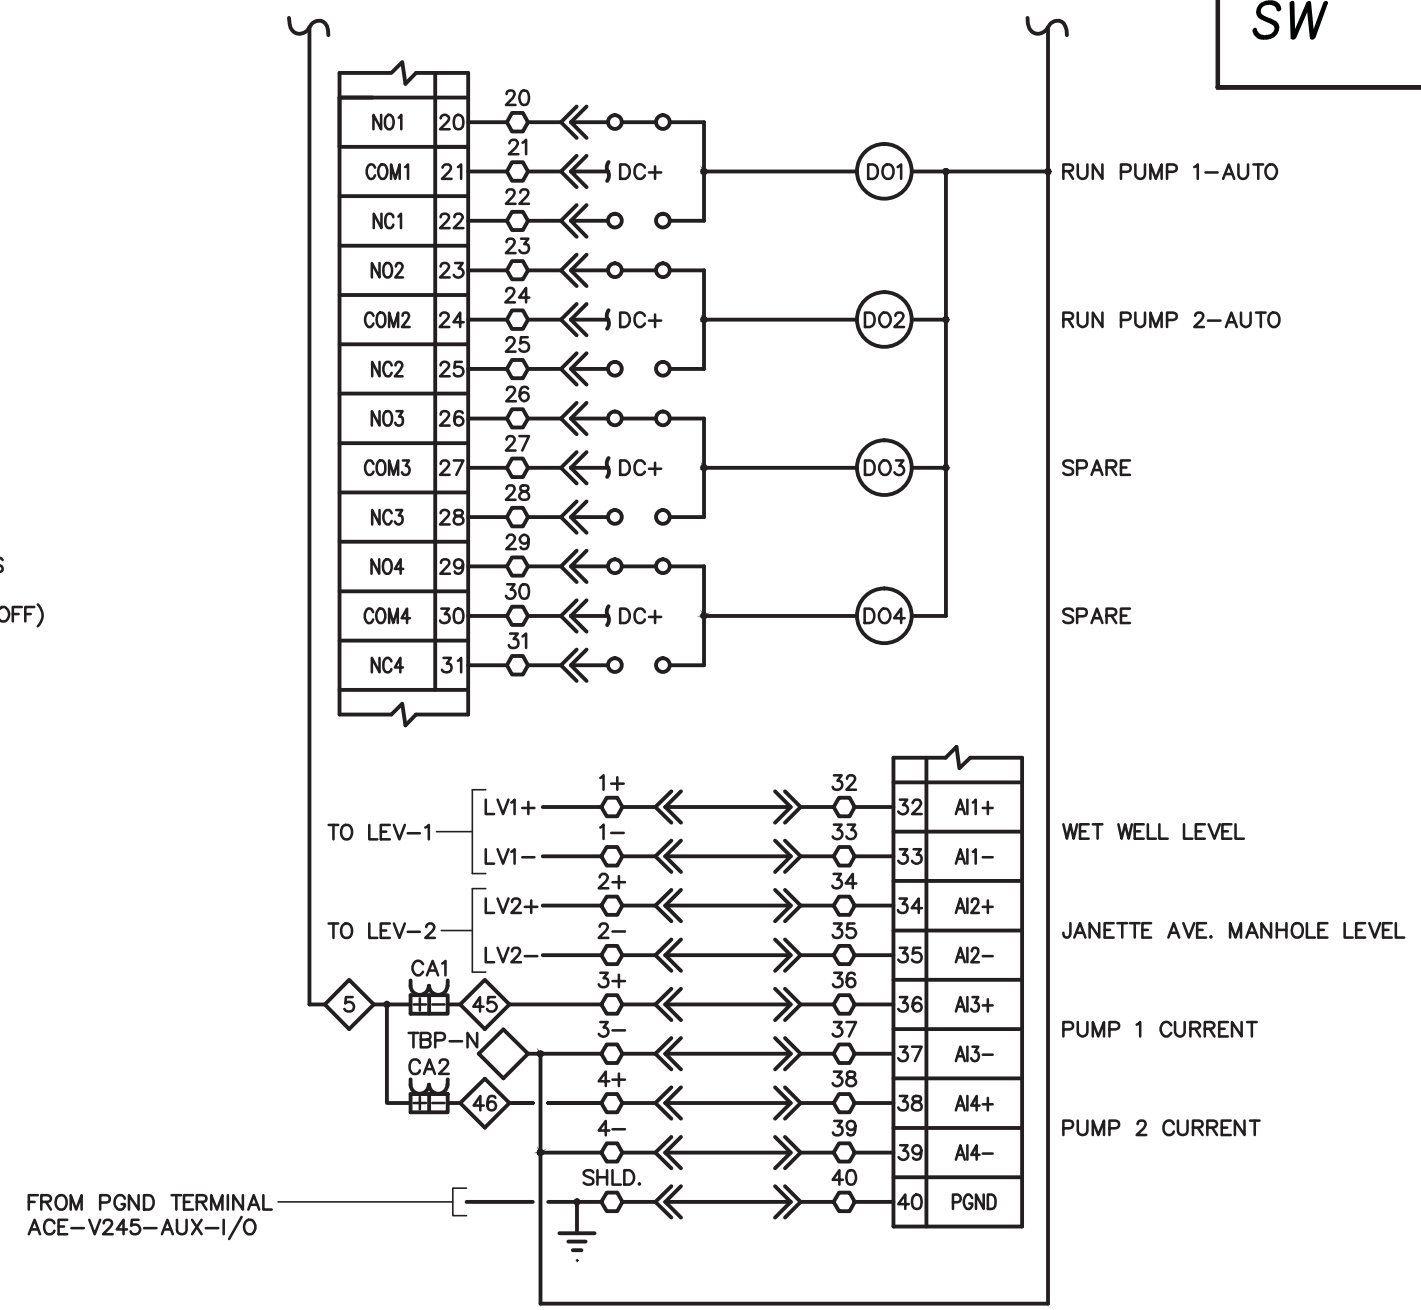 SW
20
NO1 20
RUN PUMP 1-AUTO
21
COM1 21 DC+ DO1
22
NC1 22
23
NO2 23
24
COM2 24 DC+ DO2 RUN PUMP 2-AUTO
25
NC2 25
26
NO3 26
27
COM3 27 DC+ DO3 SPARE
28
NC3 28
29
NO4 29
S
30
COM4 30 DC+ DO4 SPARE
OFF)
31
NC4 31
1+ 32
LV1+ 32 AI1+
TO LEV-1 WET WELL LEVEL
1- 33
LV1- 33 AI1-
2+ 34
LV2+ 34 AI2+
TO LEV-2 JANETTE AVE. MANHOLE LEVEL
2- 35
LV2- 35 AI2-
CA1 3+ 36
5 45 36 AI3+
PUMP 1 CURRENT
3- 37
TBP-N 37 AI3-
CA2 4+ 38
46 38 AI4+
PUMP 2 CURRENT
4- 39
39 AI4-
SHLD. 40
FROM PGND TERMINAL 40 PGND
ACE-V245-AUX-I/O